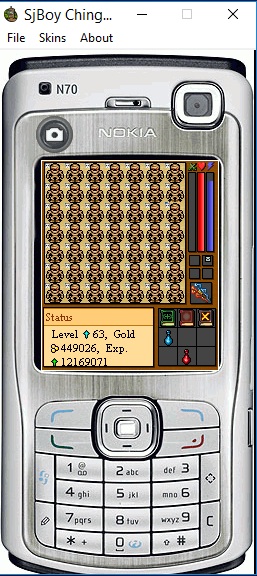 SjBoy Ching...
File Skins About
N70
NOKIA
8
Status
Level 63, Gold
449026, Exp.
12169071
1 2 abc def 3
4 ghi 5 jkl mno 6
7 pqrs 8 tuv wxyz 9 C
* + 0 ⇧ #